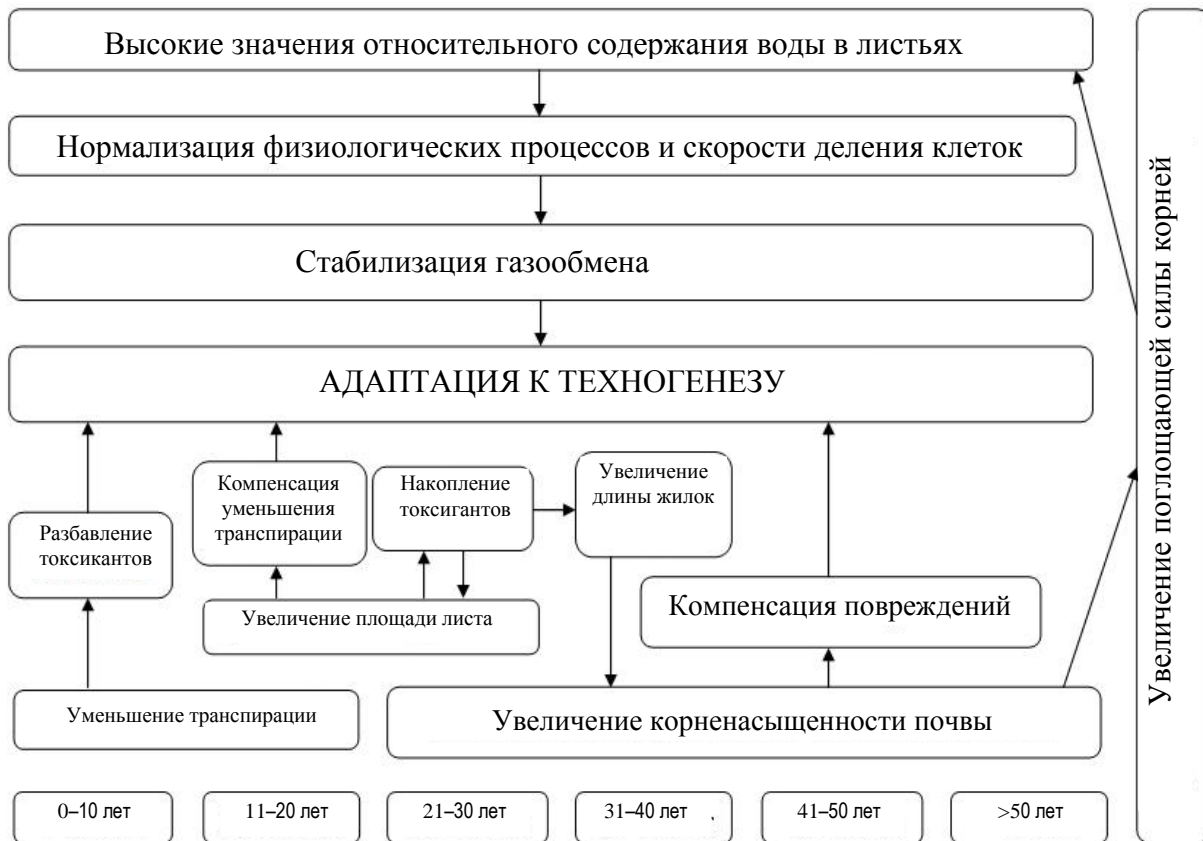 Высокие значения относительного содержания воды в листьях
Нормализация физиологических процессов и скорости деления клеток
Стабилизация газообмена
АДАПТАЦИЯ К ТЕХНОГЕНЕЗУ
Разбавление
токсикантов
Компенсация
уменьшения
транспирации
Накопление
токсигантов
Увеличение
длины жилок
Увеличение площади листа
Компенсация повреждений
Уменьшение транспирации
Увеличение корненасыщенности почвы
0–10 лет
11–20 лет
21–30 лет
31–40 лет
41–50 лет
>50 лет
Увеличение поглощающей силы корней